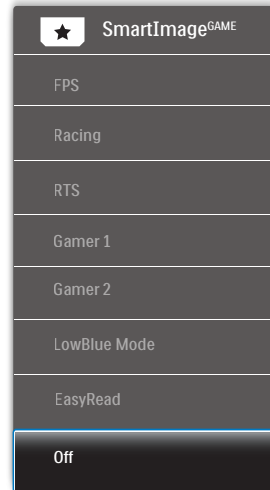 SmartImageGAME
FPS
Racing
RTS
Gamer 1
Gamer 2
LowBlue Mode
EasyRead
Off